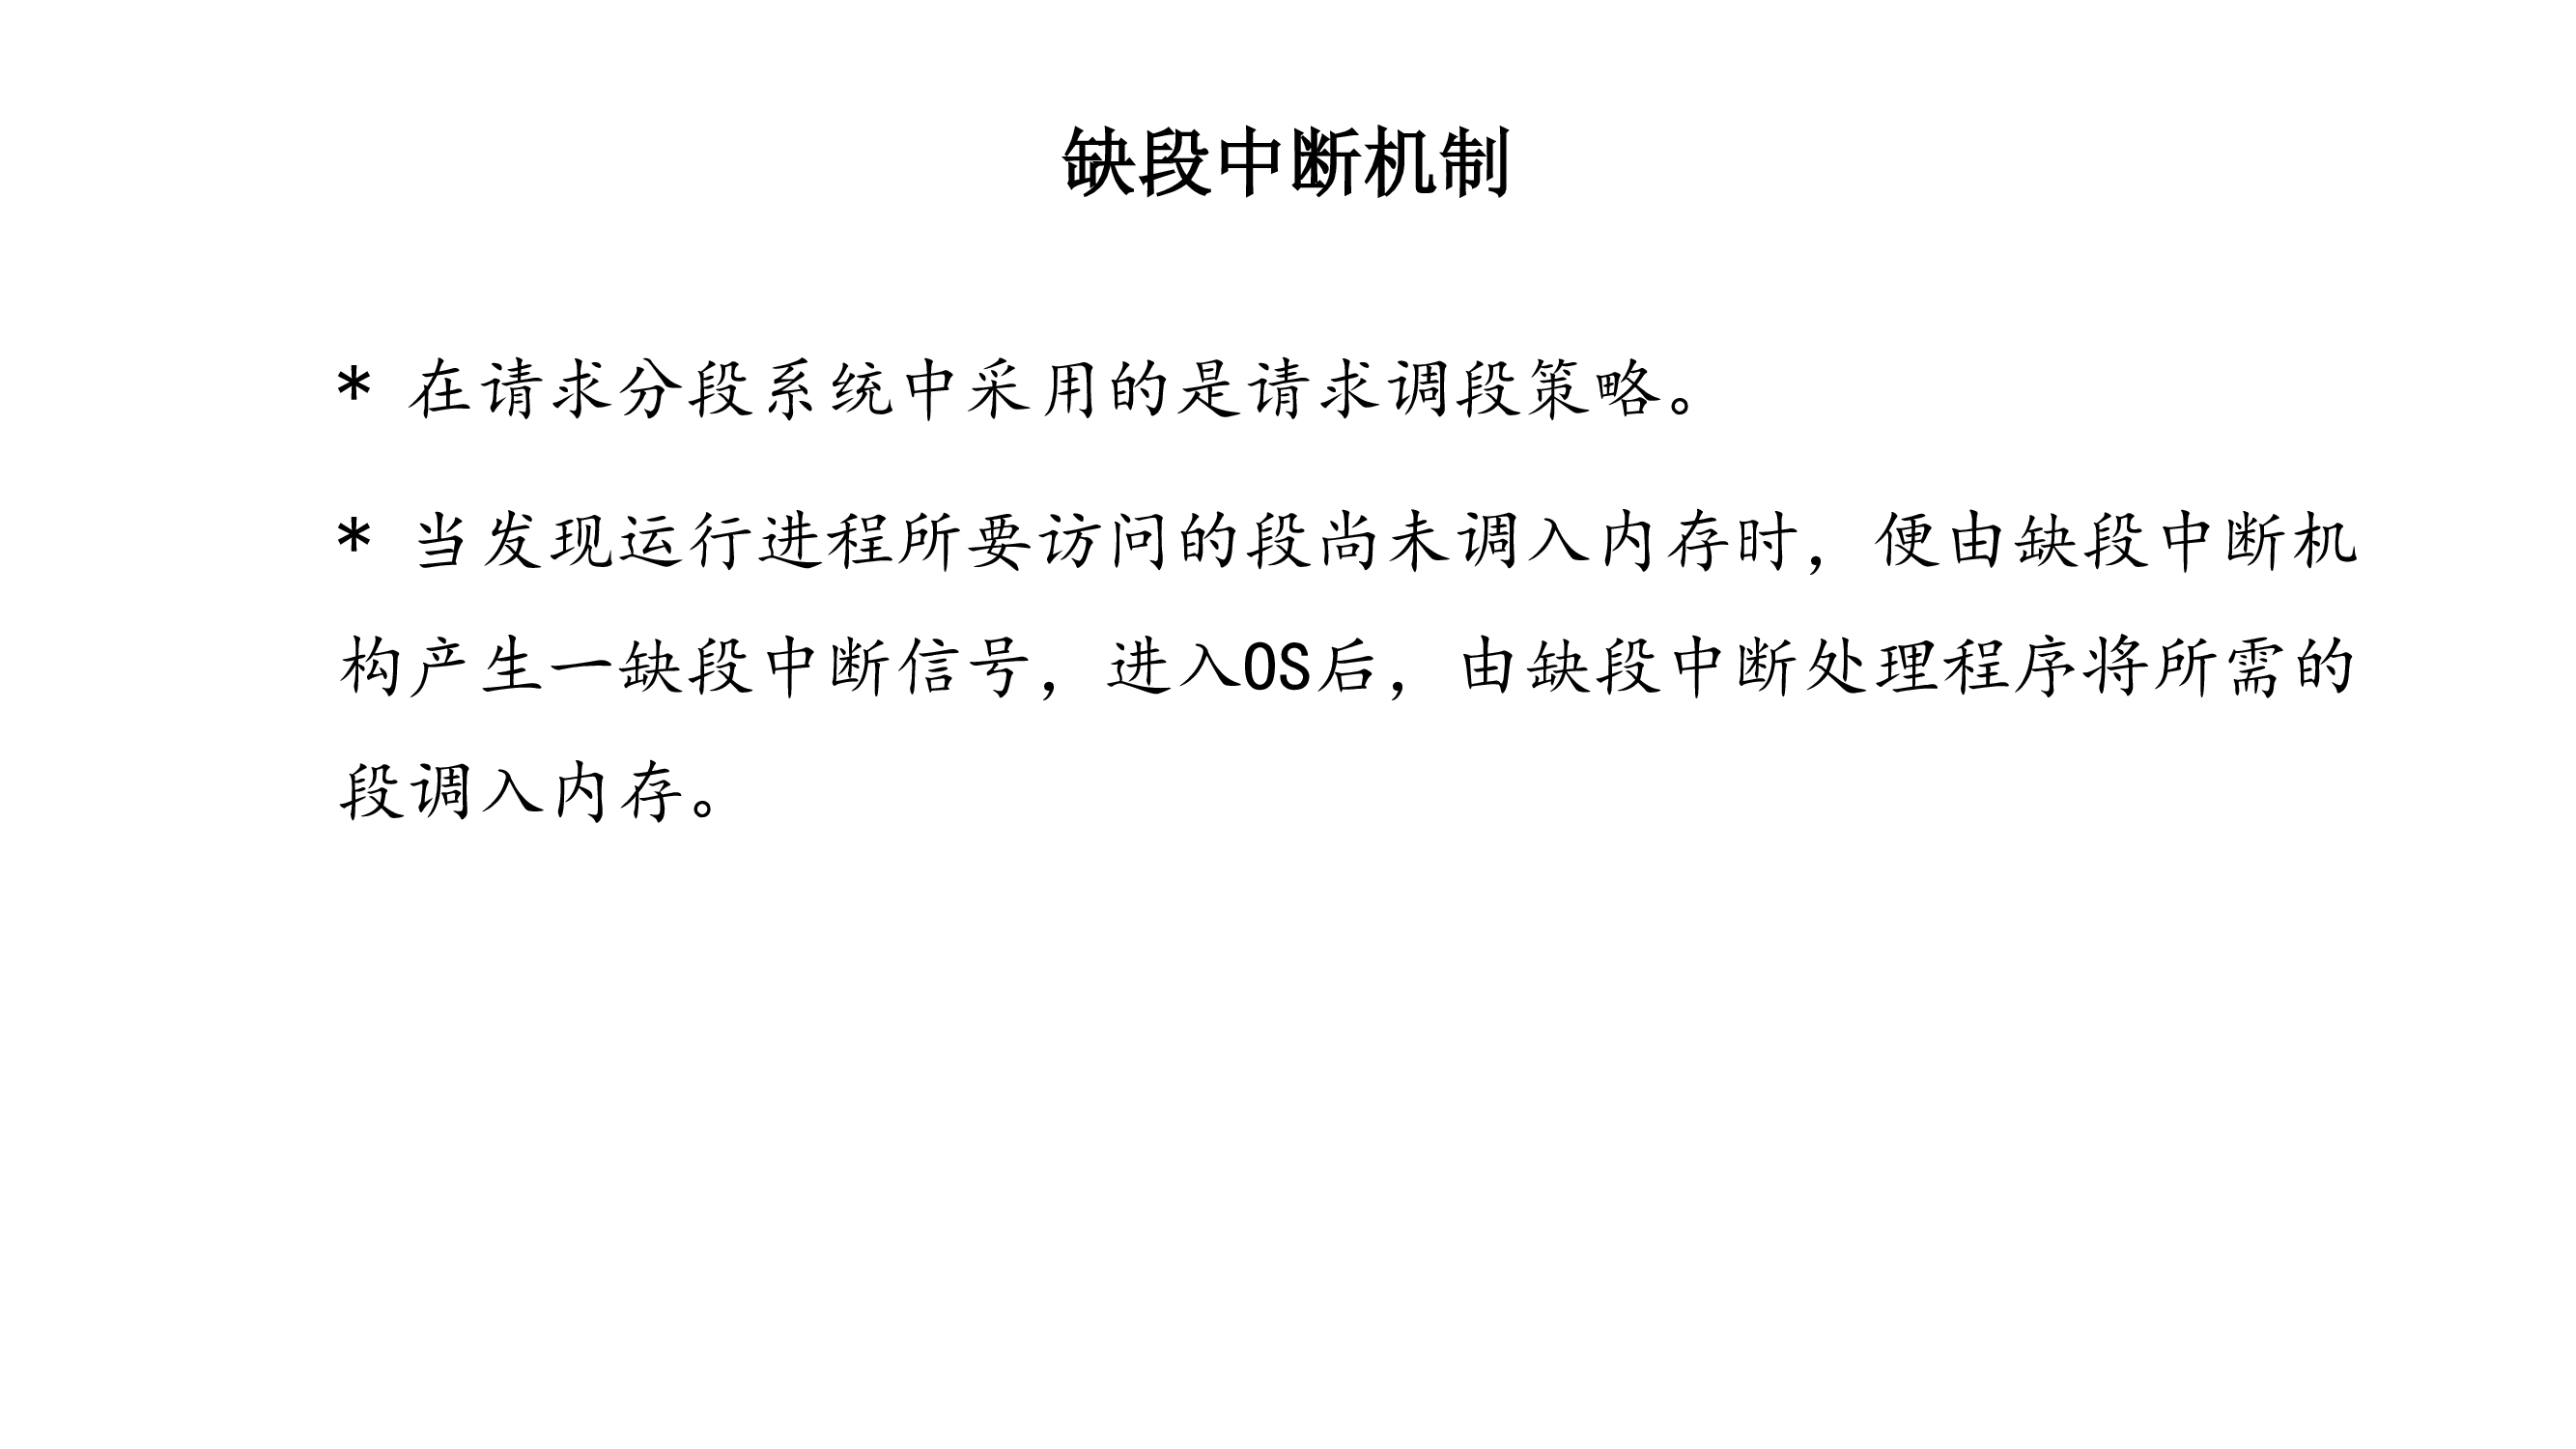 缺段中断机制
* 在请求分段系统中采用的是请求调段策略。
* 当发现运行进程所要访问的段尚未调入内存时，便由缺段中断机
构产生一缺段中断信号，进入OS后，由缺段中断处理程序将所需的
段调入内存。